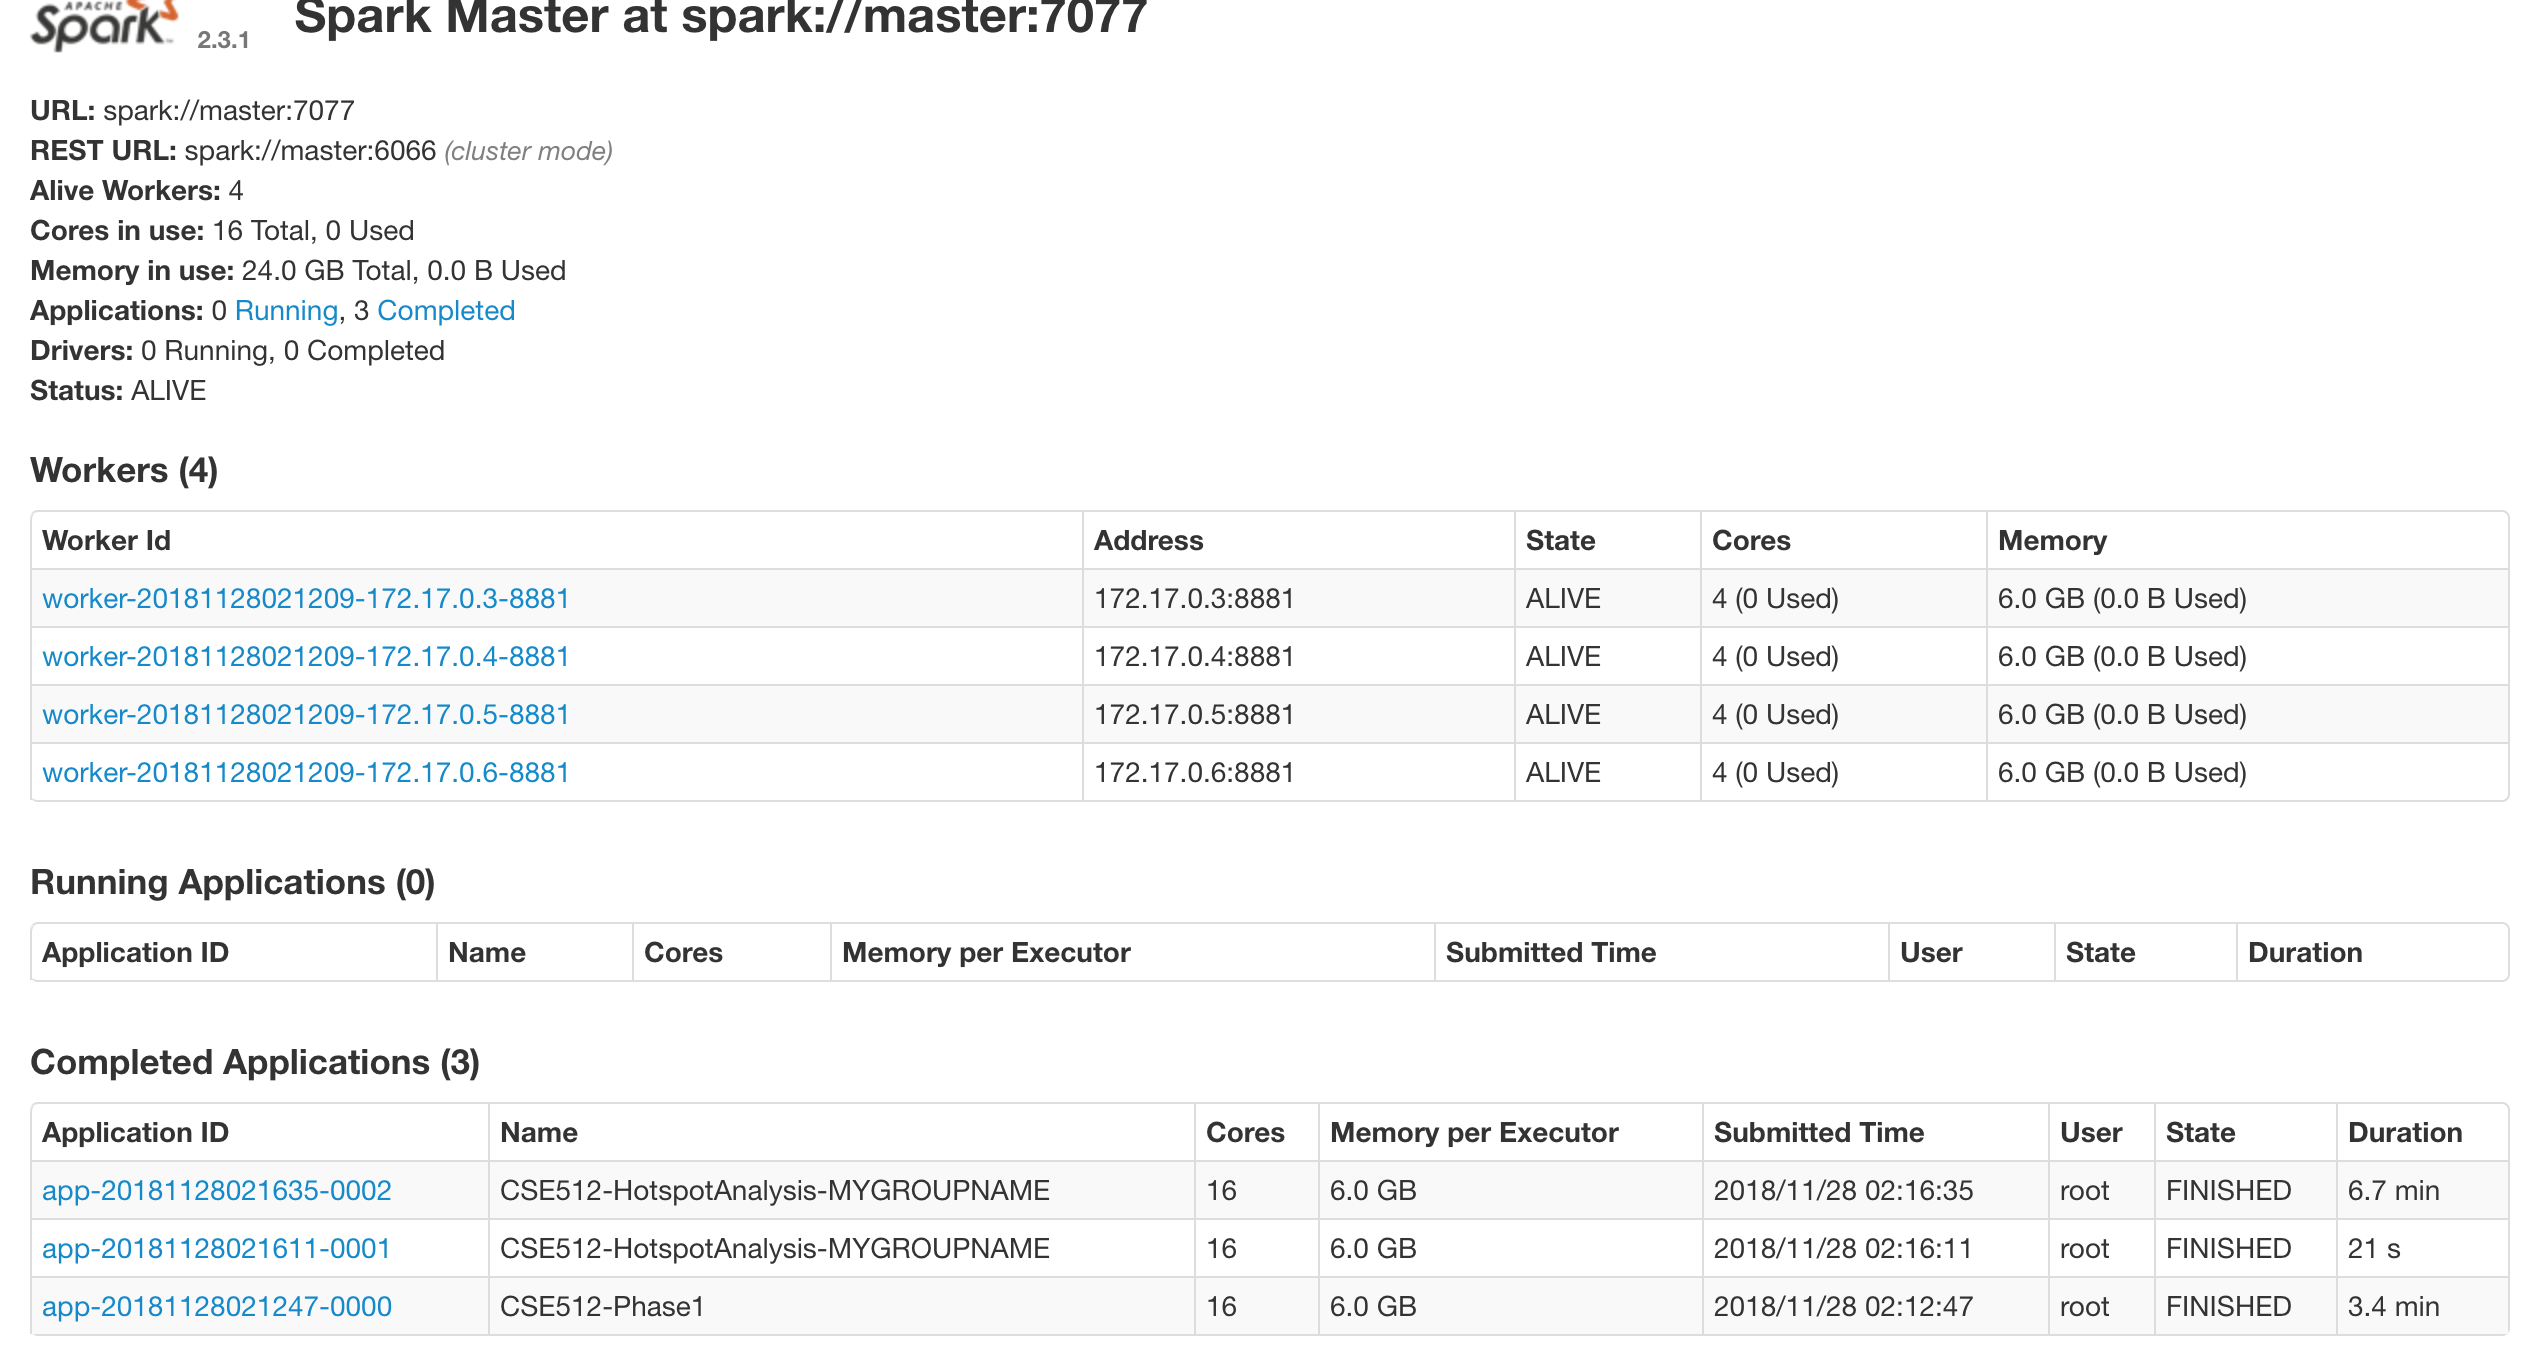 APACHE
Spark 2.3.1 Spark Master at spark://master:7077
URL: spark://master:7077
REST URL: spark://master:6066 (cluster mode)
Alive Workers: 4
Cores in use: 16 Total, 0 Used
Memory in use: 24.0 GB Total, 0.0 B Used
Applications: 0 Running, 3 Completed
Drivers: 0 Running, 0 Completed
Status: ALIVE
Workers (4)
Worker Id Address State Cores Memory
worker-20181128021209-172.17.0.3-8881 172.17.0.3:8881 ALIVE 4 (0 Used) 6.0 GB (0.0 B Used)
worker-20181128021209-172.17.0.4-8881 172.17.0.4:8881 ALIVE 4 (0 Used) 6.0 GB (0.0 B Used)
worker-20181128021209-172.17.0.5-8881 172.17.0.5:8881 ALIVE 4 (0 Used) 6.0 GB (0.0 B Used)
worker-20181128021209-172.17.0.6-8881 172.17.0.6:8881 ALIVE 4 (0 Used) 6.0 GB (0.0 B Used)
Running Applications (0)
Application ID Name Cores Memory per Executor Submitted Time User State Duration
Completed Applications (3)
Application ID Name Cores Memory per Executor Submitted Time User State Duration
app-20181128021635-0002 CSE512-HotspotAnalysis-MYGROUPNAME 16 6.0 GB 2018/11/28 02:16:35 root FINISHED 6.7 min
app-20181128021611-0001 CSE512-HotspotAnalysis-MYGROUPNAME 16 6.0 GB 2018/11/28 02:16:11 root FINISHED 21 s
app-20181128021247-0000 CSE512-Phase1 16 6.0 GB 2018/11/28 02:12:47 root FINISHED 3.4 min